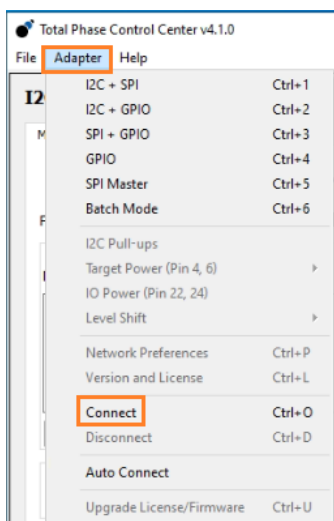 Total Phase Control Center v4.1.0
File Adapter Help
I2
I2C + SPI Ctrl+1
I2C + GPIO Ctrl+2
M
SPI + GPIO Ctrl+3
GPIO Ctrl+4
SPI Master Ctrl+5
Batch Mode Ctrl+6
F
I2C Pull-ups
Target Power (Pin 4, 6)
IO Power (Pin 22, 24)
Level Shift
Network Preferences Ctrl+P
Version and License Ctrl+L
Connect Ctrl+O
Disconnect Ctrl+D
Auto Connect
Upgrade License/Firmware Ctrl+U